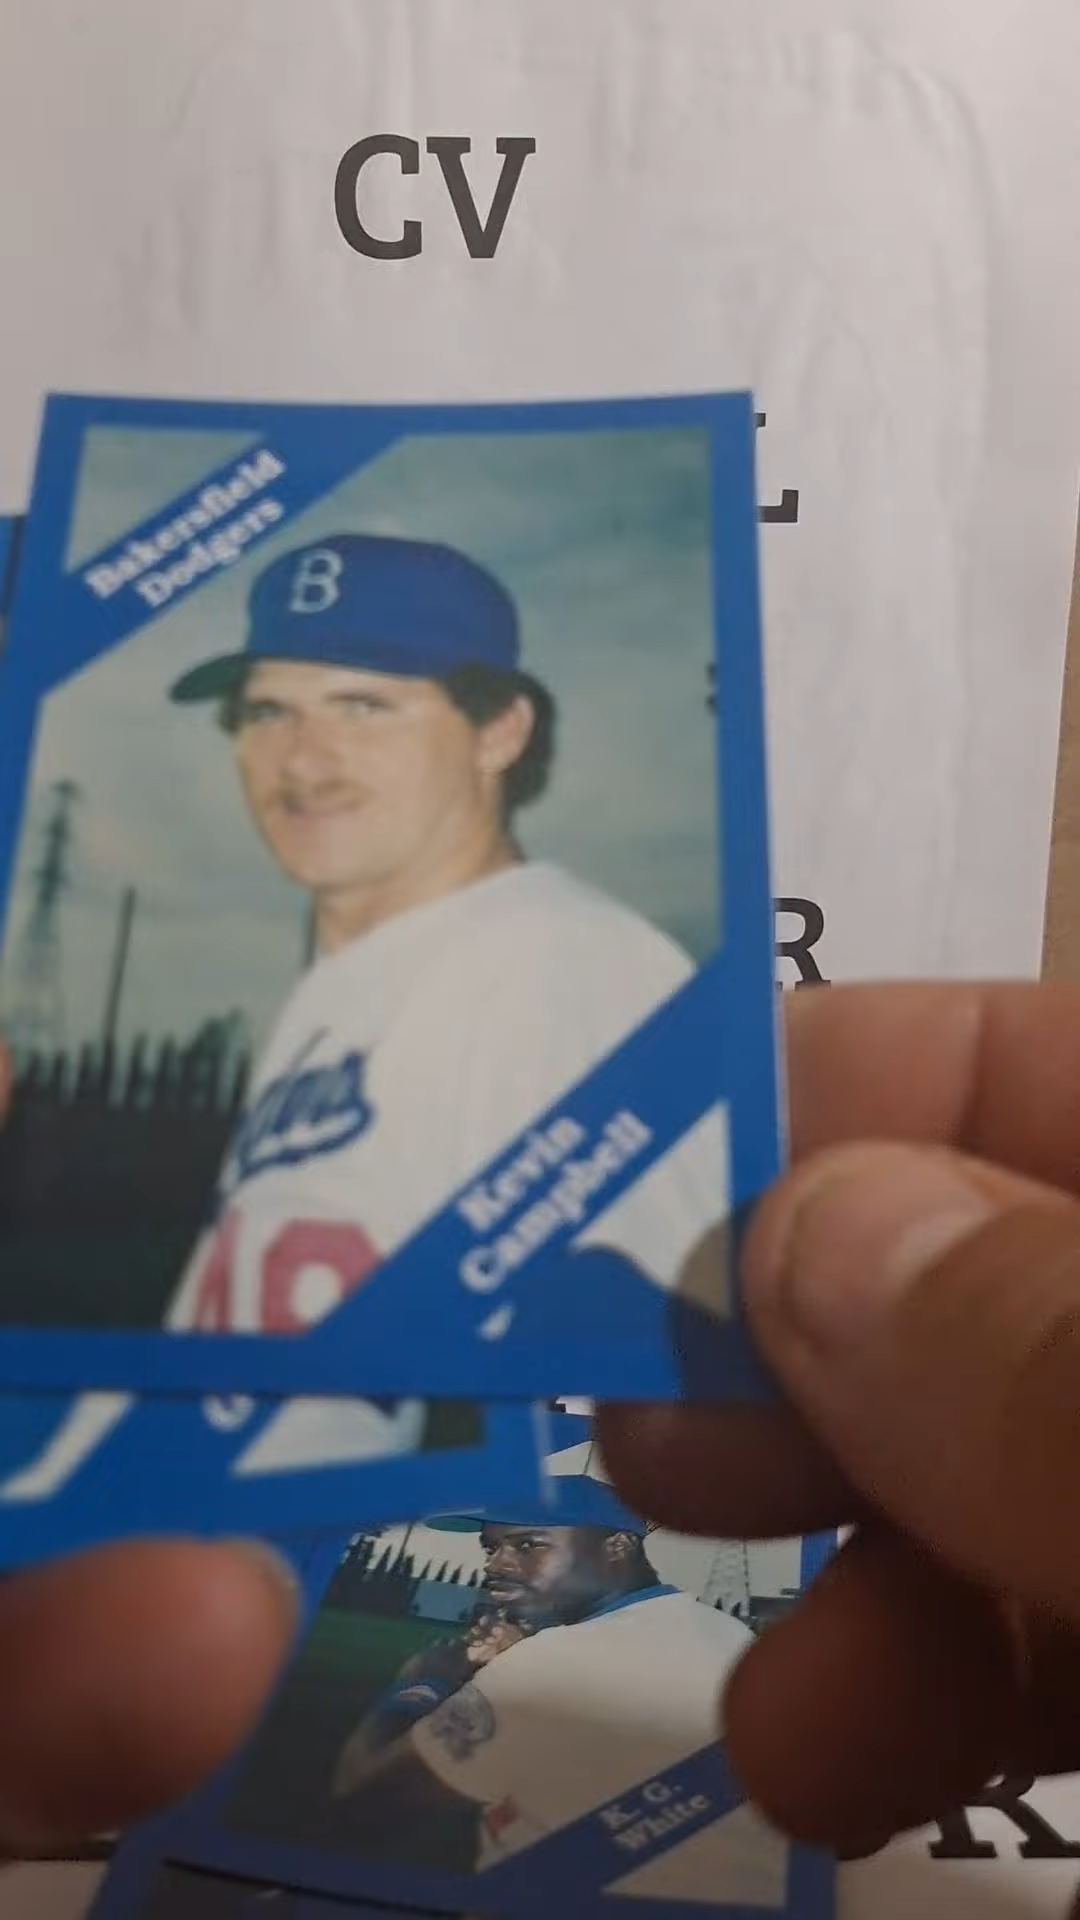 CV
L
Bakersfield
Dodgers
B
R
Kevin
Campbell
K. G.
White
R